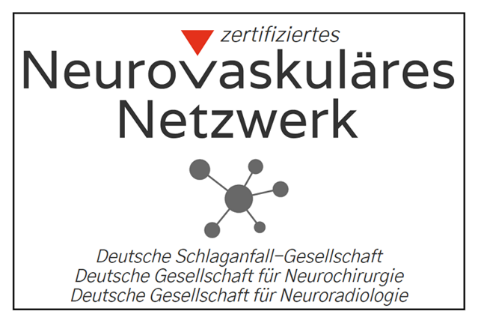 zertifiziertes
Neurovaskuläres
Netzwerk
Deutsche Schlaganfall-Gesellschaft
Deutsche Gesellschaft für Neurochirurgie
Deutsche Gesellschaft für Neuroradiologie